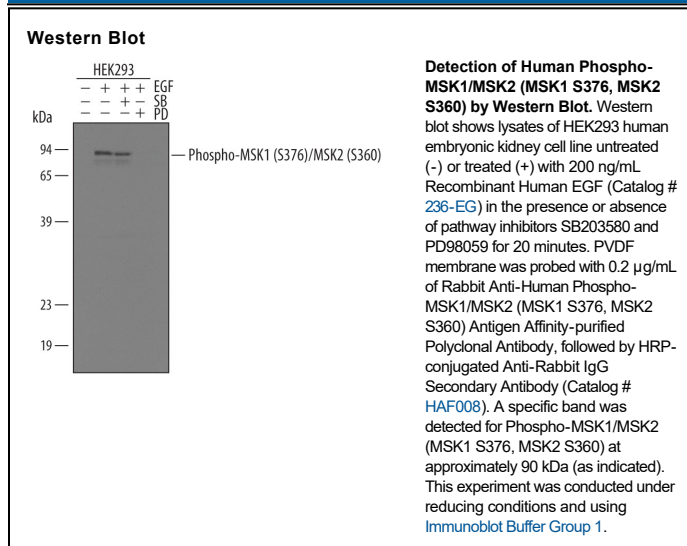 Western Blot
HEK293
− + + + EGF
− − + − SB
− − − + PD
kDa
94
65
39
23
19
Phospho-MSK1 (S376)/MSK2 (S360)
Detection of Human Phospho-
MSK1/MSK2 (MSK1 S376, MSK2
S360) by Western Blot. Western
blot shows lysates of HEK293 human
embryonic kidney cell line untreated
(-) or treated (+) with 200 ng/mL
Recombinant Human EGF (Catalog #
236-EG) in the presence or absence
of pathway inhibitors SB203580 and
PD98059 for 20 minutes. PVDF
membrane was probed with 0.2 µg/mL
of Rabbit Anti-Human Phospho-
MSK1/MSK2 (MSK1 S376, MSK2
S360) Antigen Affinity-purified
Polyclonal Antibody, followed by HRP-
conjugated Anti-Rabbit IgG
Secondary Antibody (Catalog #
HAF008). A specific band was
detected for Phospho-MSK1/MSK2
(MSK1 S376, MSK2 S360) at
approximately 90 kDa (as indicated).
This experiment was conducted under
reducing conditions and using
Immunoblot Buffer Group 1.